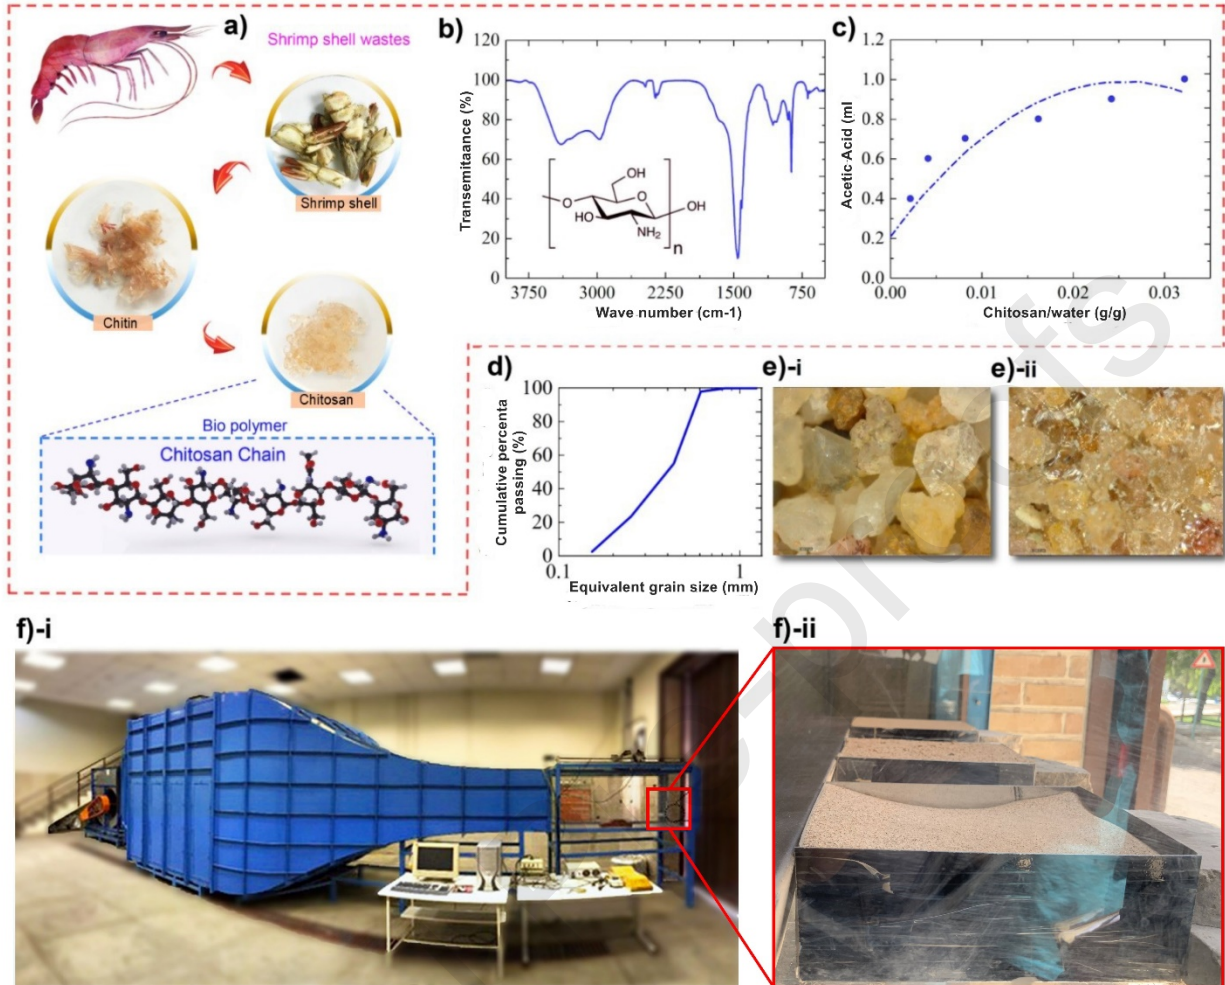 a)
Shrimp shell wastes
Shrimp shell
Chitin
Chitosan
Bio polymer
Chitosan Chain
b)
120
100
80
60
40
20
0
Transemitaance (%)
HO
OH
O
O
HO
NH2
OH
n
3750 3000 2250 1500 750
Wave number (cm-1)
c)
1.2
1.0
0.8
0.6
0.4
0.2
0.0
Acetic Acid (ml
0.00 0.01 0.02 0.03
Chitosan/water (g/g)
d)
100
80
60
40
20
0
Cumulative percenta
passing (%)
0.1 1
Equivalent grain size (mm)
e)-i
e)-ii
f)-i
f)-ii